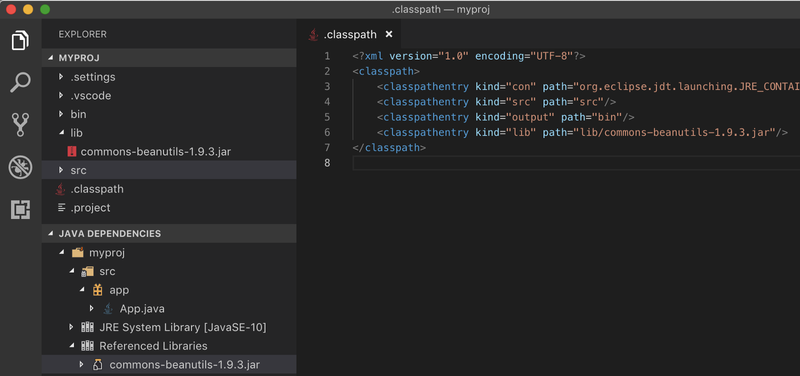 .classpath — myproj
EXPLORER
MYPROJ
.settings
.vscode
bin
lib
commons-beanutils-1.9.3.jar
src
.classpath
.project
JAVA DEPENDENCIES
myproj
src
app
App.java
JRE System Library [JavaSE-10]
Referenced Libraries
commons-beanutils-1.9.3.jar
.classpath ×
1 <?xml version="1.0" encoding="UTF-8"?>
2 <classpath>
3 <classpathentry kind="con" path="org.eclipse.jdt.launching.JRE_CONTAI
4 <classpathentry kind="src" path="src"/>
5 <classpathentry kind="output" path="bin"/>
6 <classpathentry kind="lib" path="lib/commons-beanutils-1.9.3.jar"/>
7 </classpath>
8